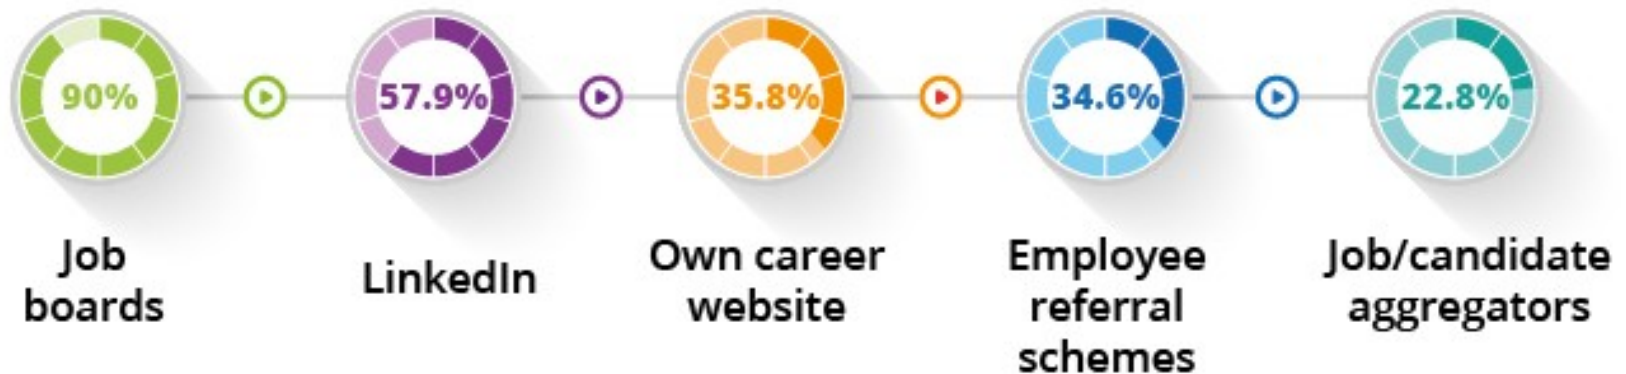 90%
57.9%
35.8%
34.6%
22.8%
Job
boards
LinkedIn
Own career
website
Employee
referral
schemes
Job/candidate
aggregators